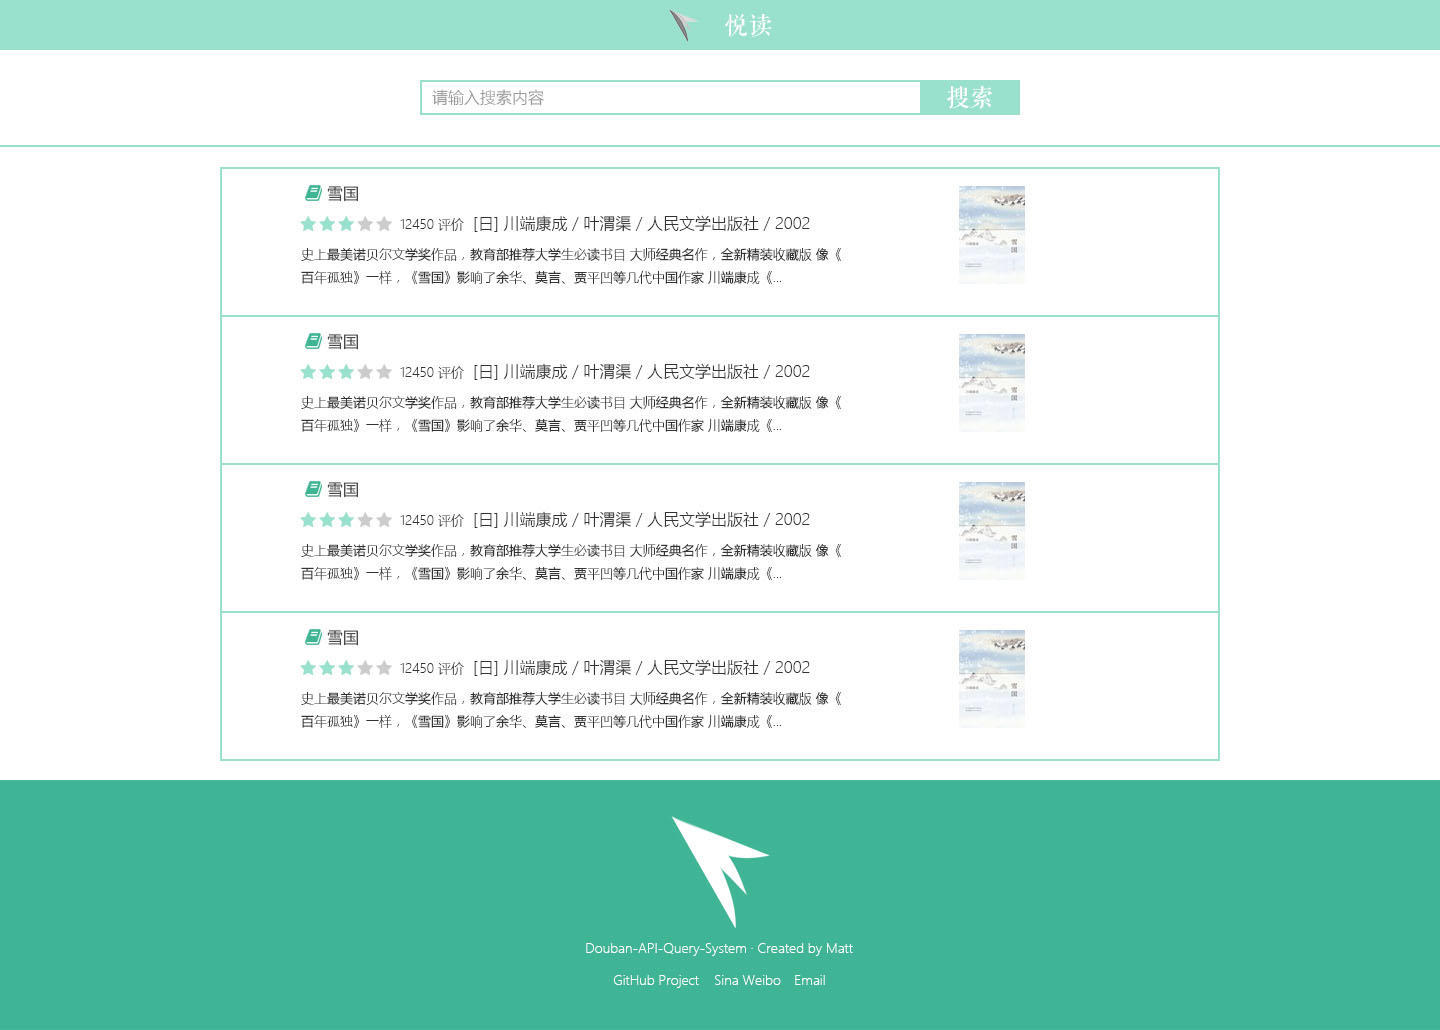 悦读
请输入搜索内容
搜索
雪国
12450 评价 [日] 川端康成 / 叶渭渠 / 人民文学出版社 / 2002
史上最美诺贝尔文学奖作品，教育部推荐大学生必读书目 大师经典名作，全新精装收藏版 像《
百年孤独》一样，《雪国》影响了余华、莫言、贾平凹等几代中国作家 川端康成《...
雪国
雪国
12450 评价 [日] 川端康成 / 叶渭渠 / 人民文学出版社 / 2002
史上最美诺贝尔文学奖作品，教育部推荐大学生必读书目 大师经典名作，全新精装收藏版 像《
百年孤独》一样，《雪国》影响了余华、莫言、贾平凹等几代中国作家 川端康成《...
雪国
雪国
12450 评价 [日] 川端康成 / 叶渭渠 / 人民文学出版社 / 2002
史上最美诺贝尔文学奖作品，教育部推荐大学生必读书目 大师经典名作，全新精装收藏版 像《
百年孤独》一样，《雪国》影响了余华、莫言、贾平凹等几代中国作家 川端康成《...
雪国
雪国
12450 评价 [日] 川端康成 / 叶渭渠 / 人民文学出版社 / 2002
史上最美诺贝尔文学奖作品，教育部推荐大学生必读书目 大师经典名作，全新精装收藏版 像《
百年孤独》一样，《雪国》影响了余华、莫言、贾平凹等几代中国作家 川端康成《...
雪国
Douban-API-Query-System · Created by Matt
GitHub Project Sina Weibo Email